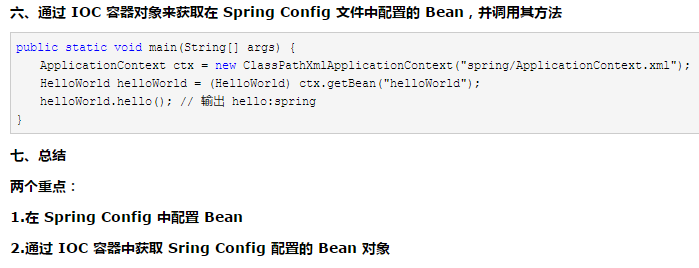 六、通过 IOC 容器对象来获取在 Spring Config 文件中配置的 Bean，并调用其方法
public static void main(String[] args) {
    ApplicationContext ctx = new ClassPathXmlApplicationContext("spring/ApplicationContext.xml");
    HelloWorld helloWorld = (HelloWorld) ctx.getBean("helloWorld");
    helloWorld.hello(); // 输出 hello:spring
}
七、总结
两个重点：
1.在 Spring Config 中配置 Bean
2.通过 IOC 容器中获取 Sring Config 配置的 Bean 对象